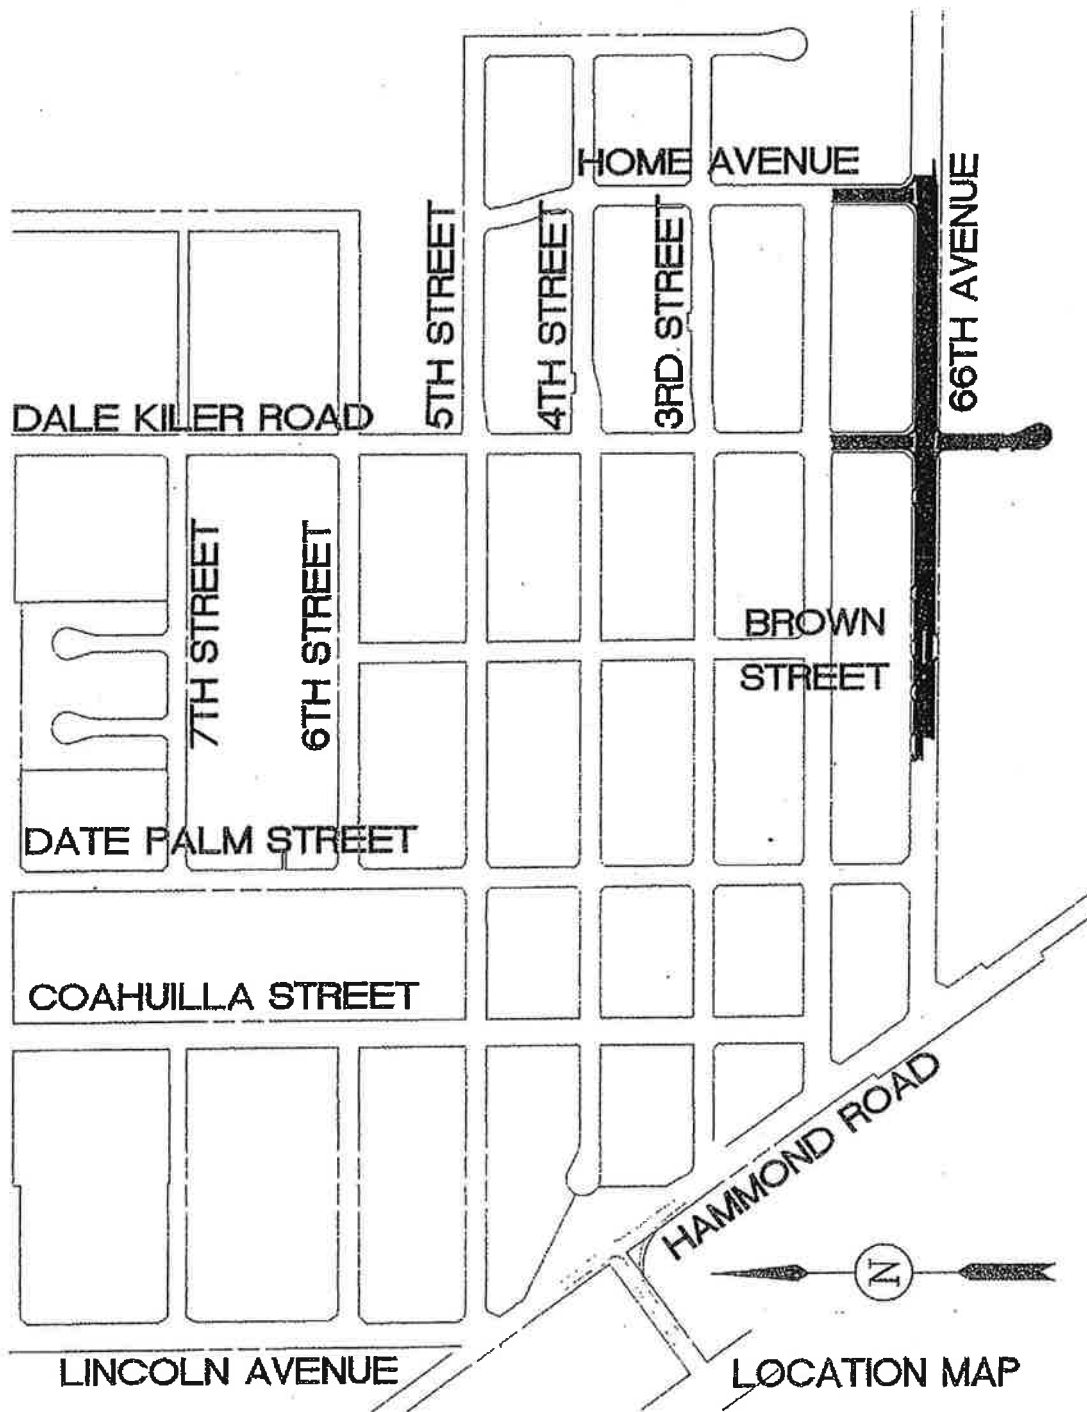 HOME AVENUE
66TH AVENUE
5TH STREET
4TH STREET
3RD STREET
DALE KILER ROAD
7TH STREET
6TH STREET
BROWN
STREET
DATE PALM STREET
COAHUILLA STREET
HAMMOND ROAD
N
LINCOLN AVENUE
LOCATION MAP